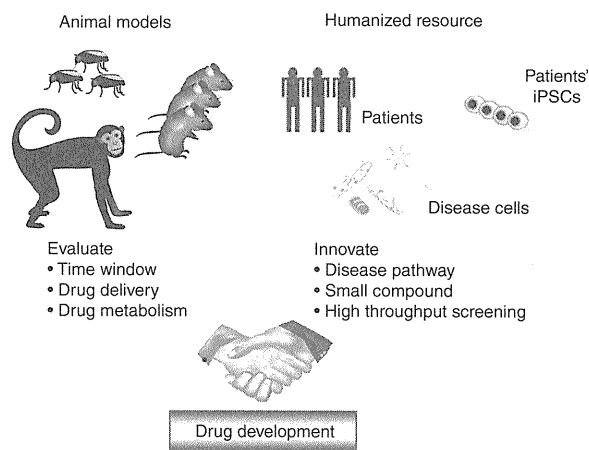 Animal models
Humanized resource
Patients
Patients'
iPSCs
Disease cells
Evaluate
• Time window
• Drug delivery
• Drug metabolism
Innovate
• Disease pathway
• Small compound
• High throughput screening
Drug development